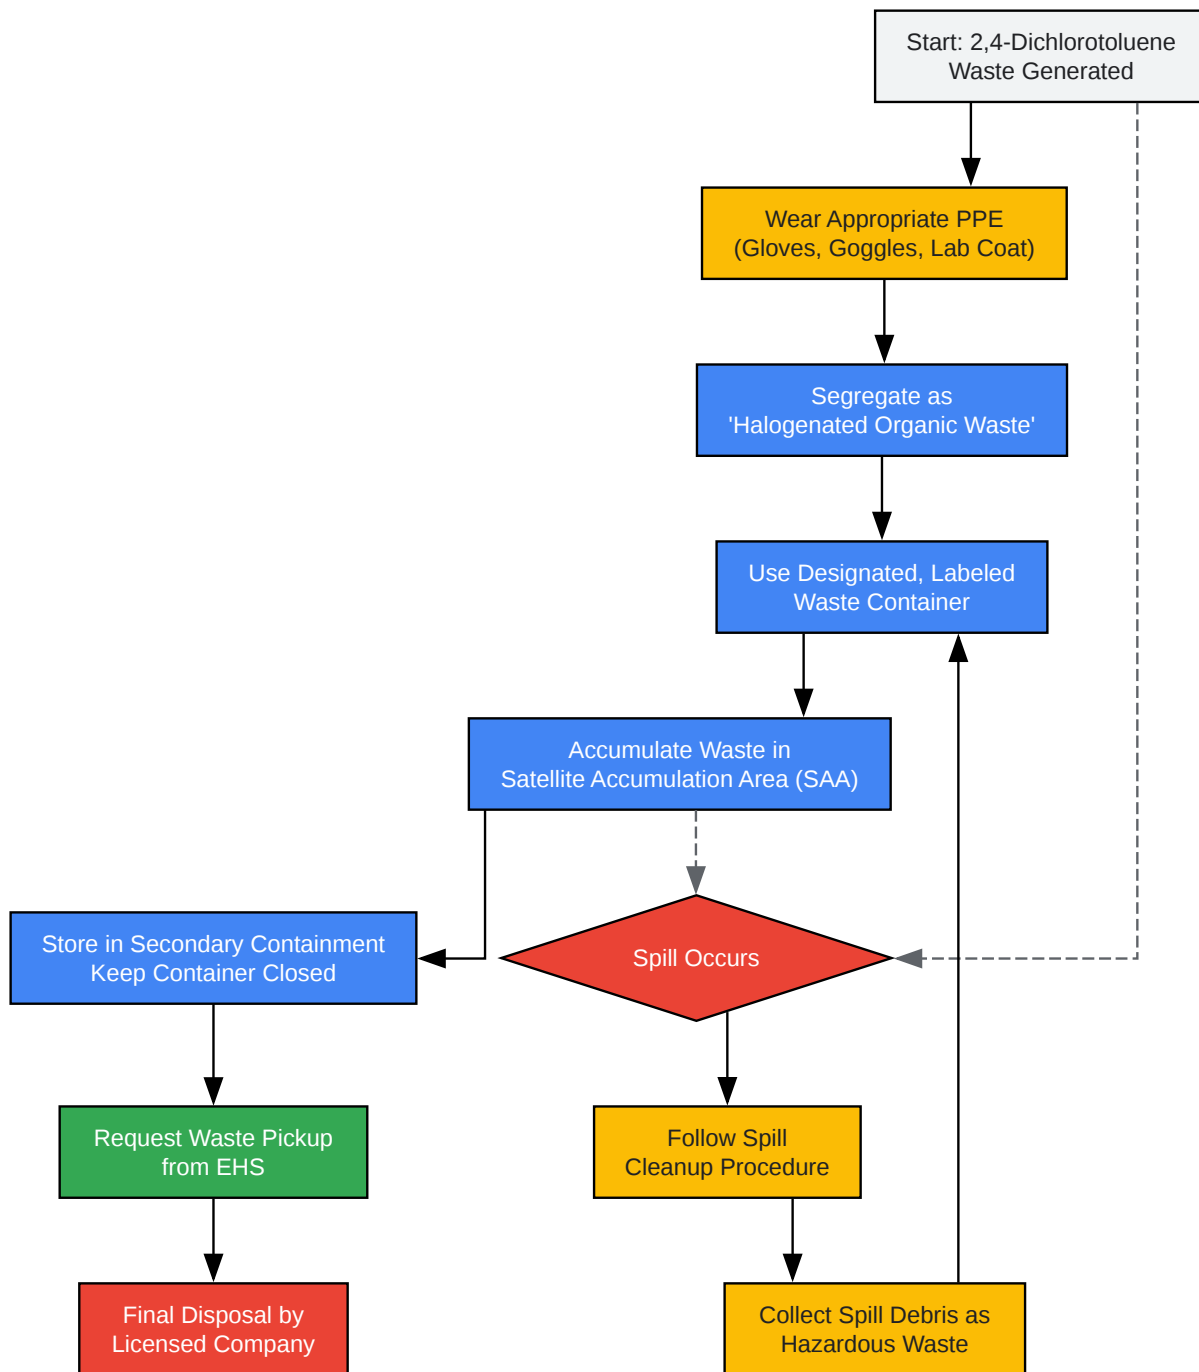 Start: 2,4-Dichlorotoluene
Waste Generated
Wear Appropriate PPE
(Gloves, Goggles, Lab Coat)
Segregate as
'Halogenated Organic Waste'
Use Designated, Labeled
Waste Container
Accumulate Waste in
Satellite Accumulation Area (SAA)
Store in Secondary Containment
Keep Container Closed
Spill Occurs
Request Waste Pickup
from EHS
Follow Spill
Cleanup Procedure
Final Disposal by
Licensed Company
Collect Spill Debris as
Hazardous Waste